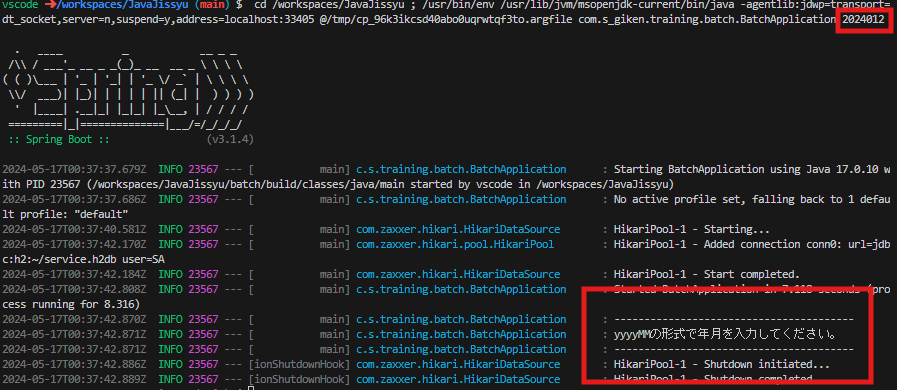 vscode → /workspaces/JavaJissyu (main) $  cd /workspaces/JavaJissyu ; /usr/bin/env /usr/lib/jvm/msopenjdk-current/bin/java -agentlib:jdwp=transport=
dt_socket,server=n,suspend=y,address=localhost:33405 @/tmp/cp_96k3ikcsd40abo0uqrwtqf3to.argfile com.s_giken.training.batch.BatchApplication 2024012
  .   ____          _            __ _ _
 /\\ / ___'_ __ _ _(_)_ __  __ _ \ \ \ \
( ( )\___ | '_ | '_| | '_ \/ _` | \ \ \ \
 \\/  ___)| |_)| | | | | || (_| |  ) ) ) )
  '  |____| .__|_| |_|_| |_\__, | / / / /
 =========|_|==============|___/=/_/_/_/
 :: Spring Boot ::                (v3.1.4)
2024-05-17T00:37:37.679Z  INFO 23567 --- [           main] c.s.training.batch.BatchApplication      : Starting BatchApplication using Java 17.0.10 w
ith PID 23567 (/workspaces/JavaJissyu/batch/build/classes/java/main started by vscode in /workspaces/JavaJissyu)
2024-05-17T00:37:37.686Z  INFO 23567 --- [           main] c.s.training.batch.BatchApplication      : No active profile set, falling back to 1 defau
lt profile: "default"
2024-05-17T00:37:40.581Z  INFO 23567 --- [           main] com.zaxxer.hikari.HikariDataSource       : HikariPool-1 - Starting...
2024-05-17T00:37:42.170Z  INFO 23567 --- [           main] com.zaxxer.hikari.pool.HikariPool        : HikariPool-1 - Added connection conn0: url=jdb
c:h2:~/service.h2db user=SA
2024-05-17T00:37:42.184Z  INFO 23567 --- [           main] com.zaxxer.hikari.HikariDataSource       : HikariPool-1 - Start completed.
2024-05-17T00:37:42.808Z  INFO 23567 --- [           main] c.s.training.batch.BatchApplication      : Started BatchApplication in 7.118 seconds (pro
cess running for 8.316)
2024-05-17T00:37:42.870Z  INFO 23567 --- [           main] c.s.training.batch.BatchApplication      : ----------------------------------------
2024-05-17T00:37:42.871Z  INFO 23567 --- [           main] c.s.training.batch.BatchApplication      : yyyyMMの形式で年月を入力してください。
2024-05-17T00:37:42.871Z  INFO 23567 --- [           main] c.s.training.batch.BatchApplication      : ----------------------------------------
2024-05-17T00:37:42.886Z  INFO 23567 --- [ionShutdownHook] com.zaxxer.hikari.HikariDataSource       : HikariPool-1 - Shutdown initiated...
2024-05-17T00:37:42.889Z  INFO 23567 --- [ionShutdownHook] com.zaxxer.hikari.HikariDataSource       : HikariPool-1 - Shutdown completed